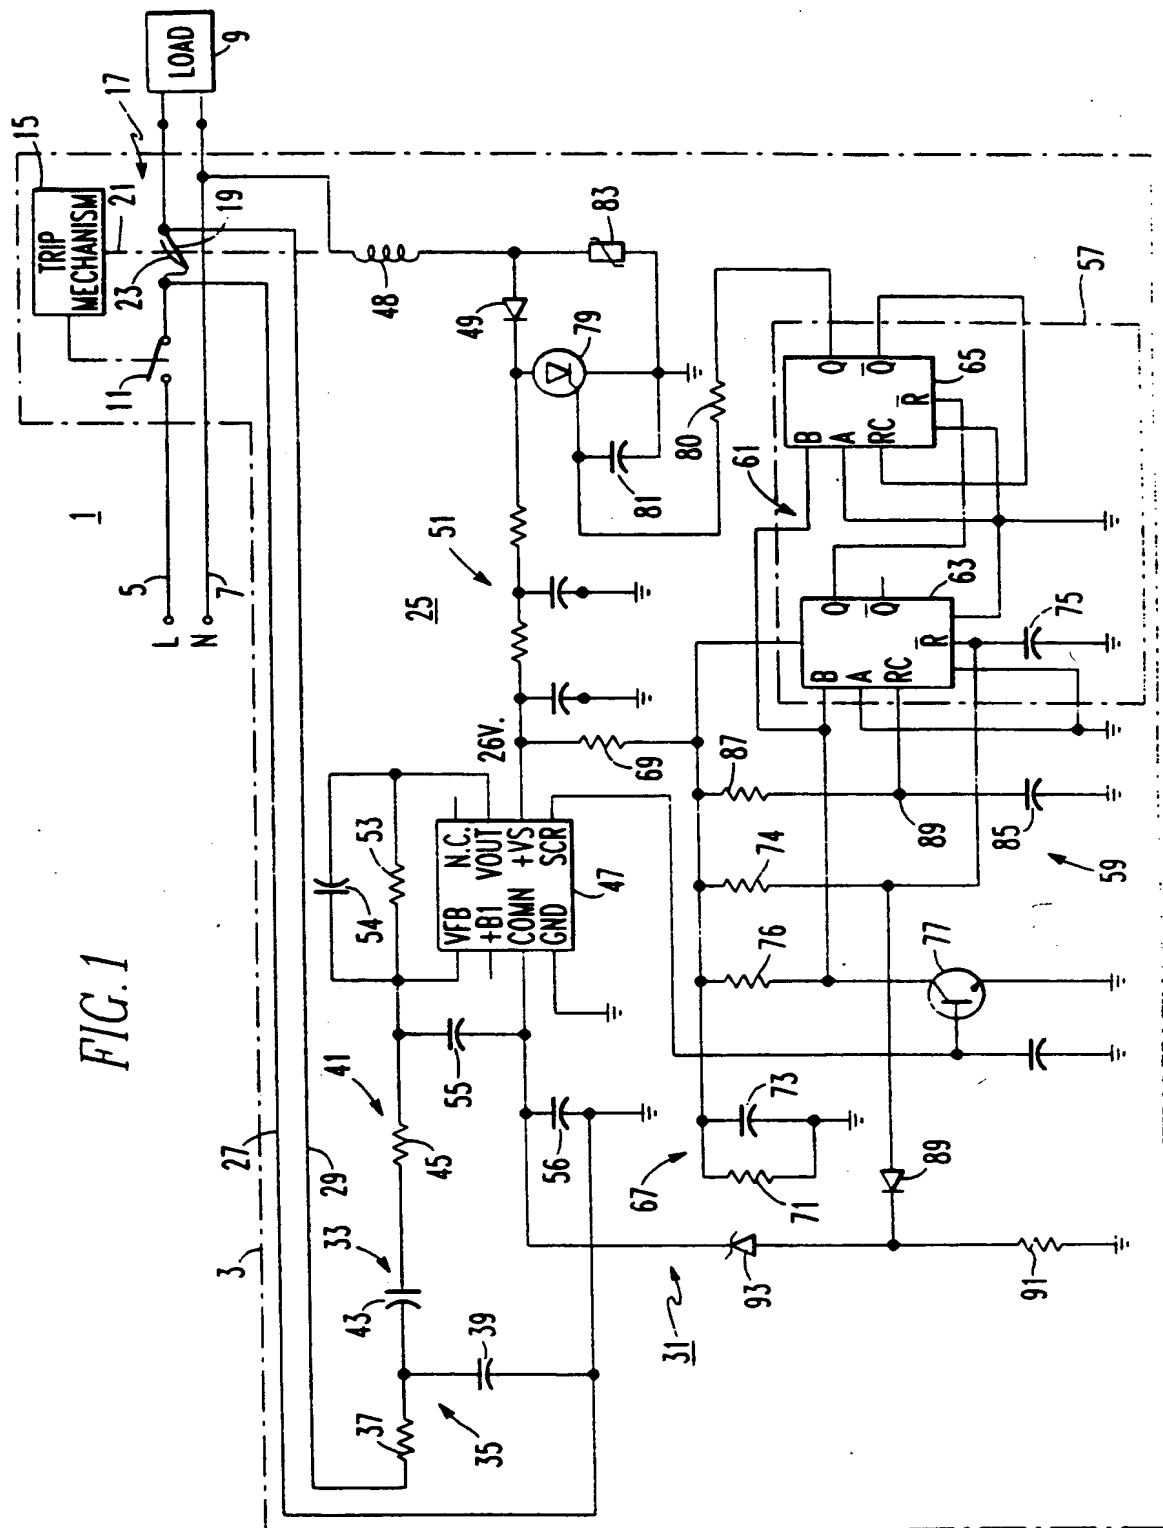 FIG. 1
1
15
TRIP
MECHANISM
21
17
11
23
19
LOAD
9
L
5
N
7
3
27
29
37
35
43
33
39
45
41
54
53
55
56
VFB
+B1
COMN
GND
N.C.
VOUT
+VS
SCR
47
26V.
25
51
48
49
79
83
81
80
31
93
67
71
73
76
74
87
69
89
91
77
59
85
89
61
57
B
A
RC
Q
Q̅
R̅
63
75
B
A
RC
Q
Q̅
R̅
65